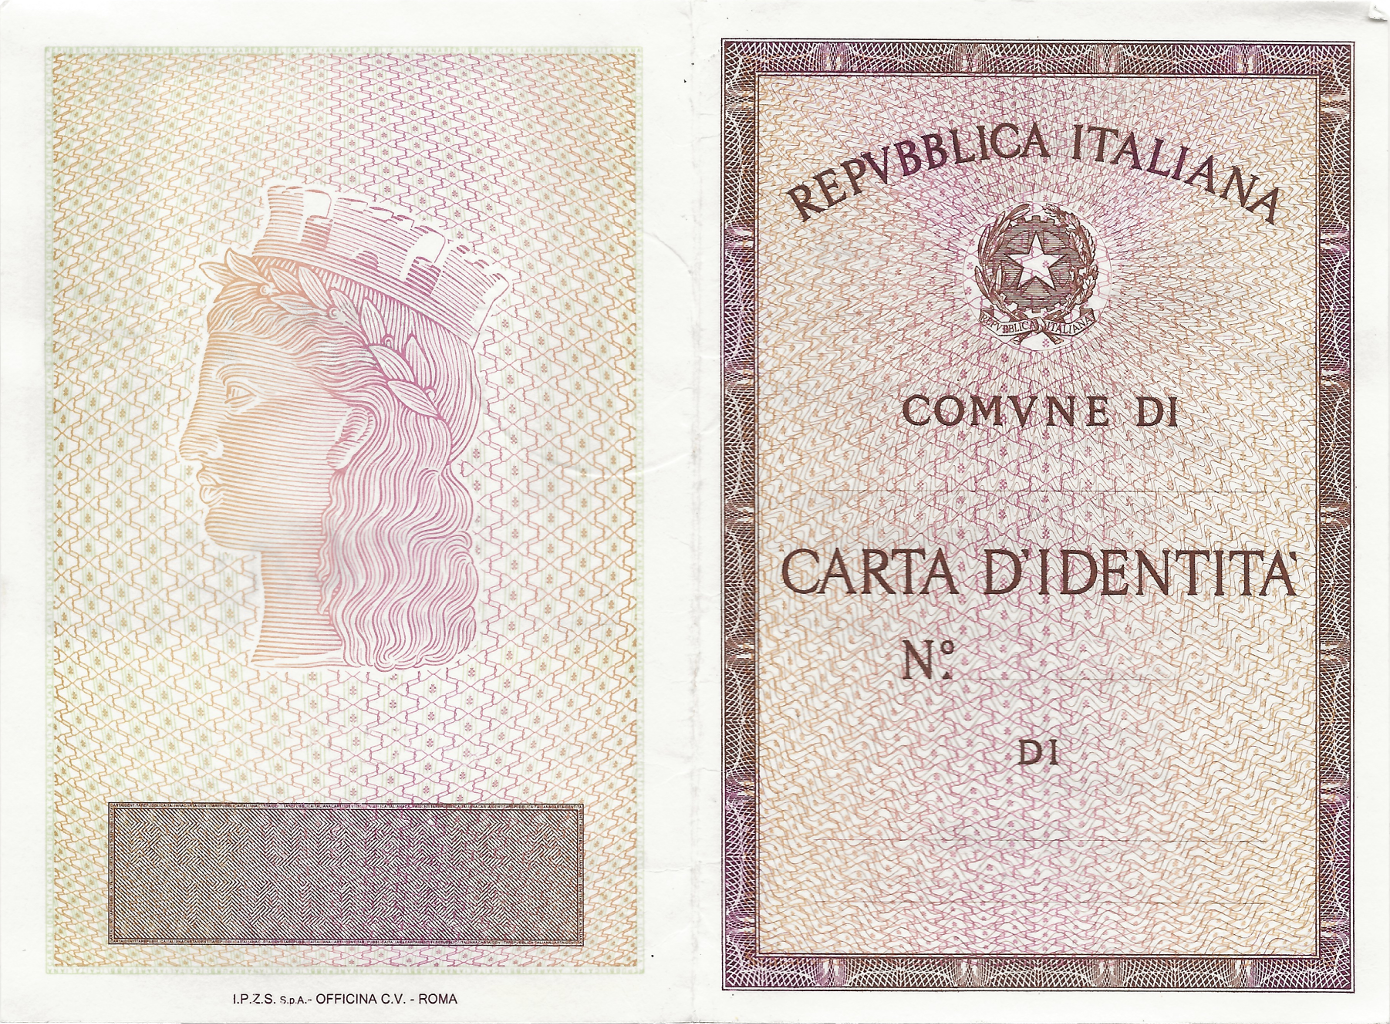 I.P.Z.S. S.p.A.- OFFICINA C.V. - ROMA
REPVBBLICA ITALIANA
REPVBBLICA ITALIANA
COMVNE DI
CARTA D'IDENTITA'
N.º
DI